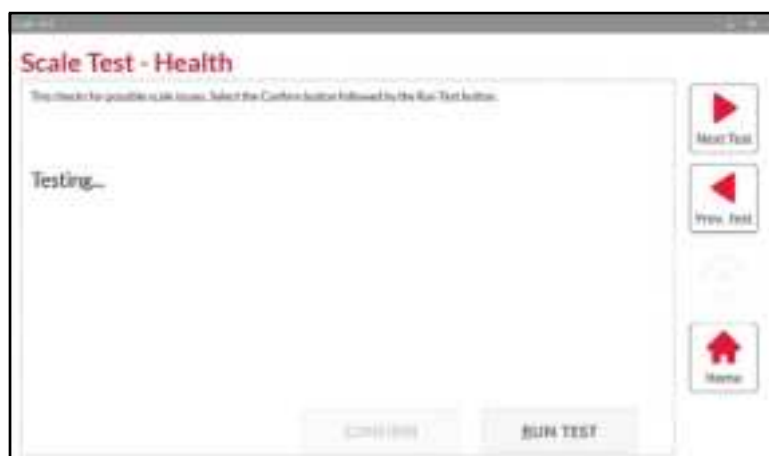 Scale Test - Health
This checks for possible scale issues. Select the Confirm button followed by the Run Test button.
Next Test
Testing...
Prev. Test
Home
CONFIRM
RUN TEST